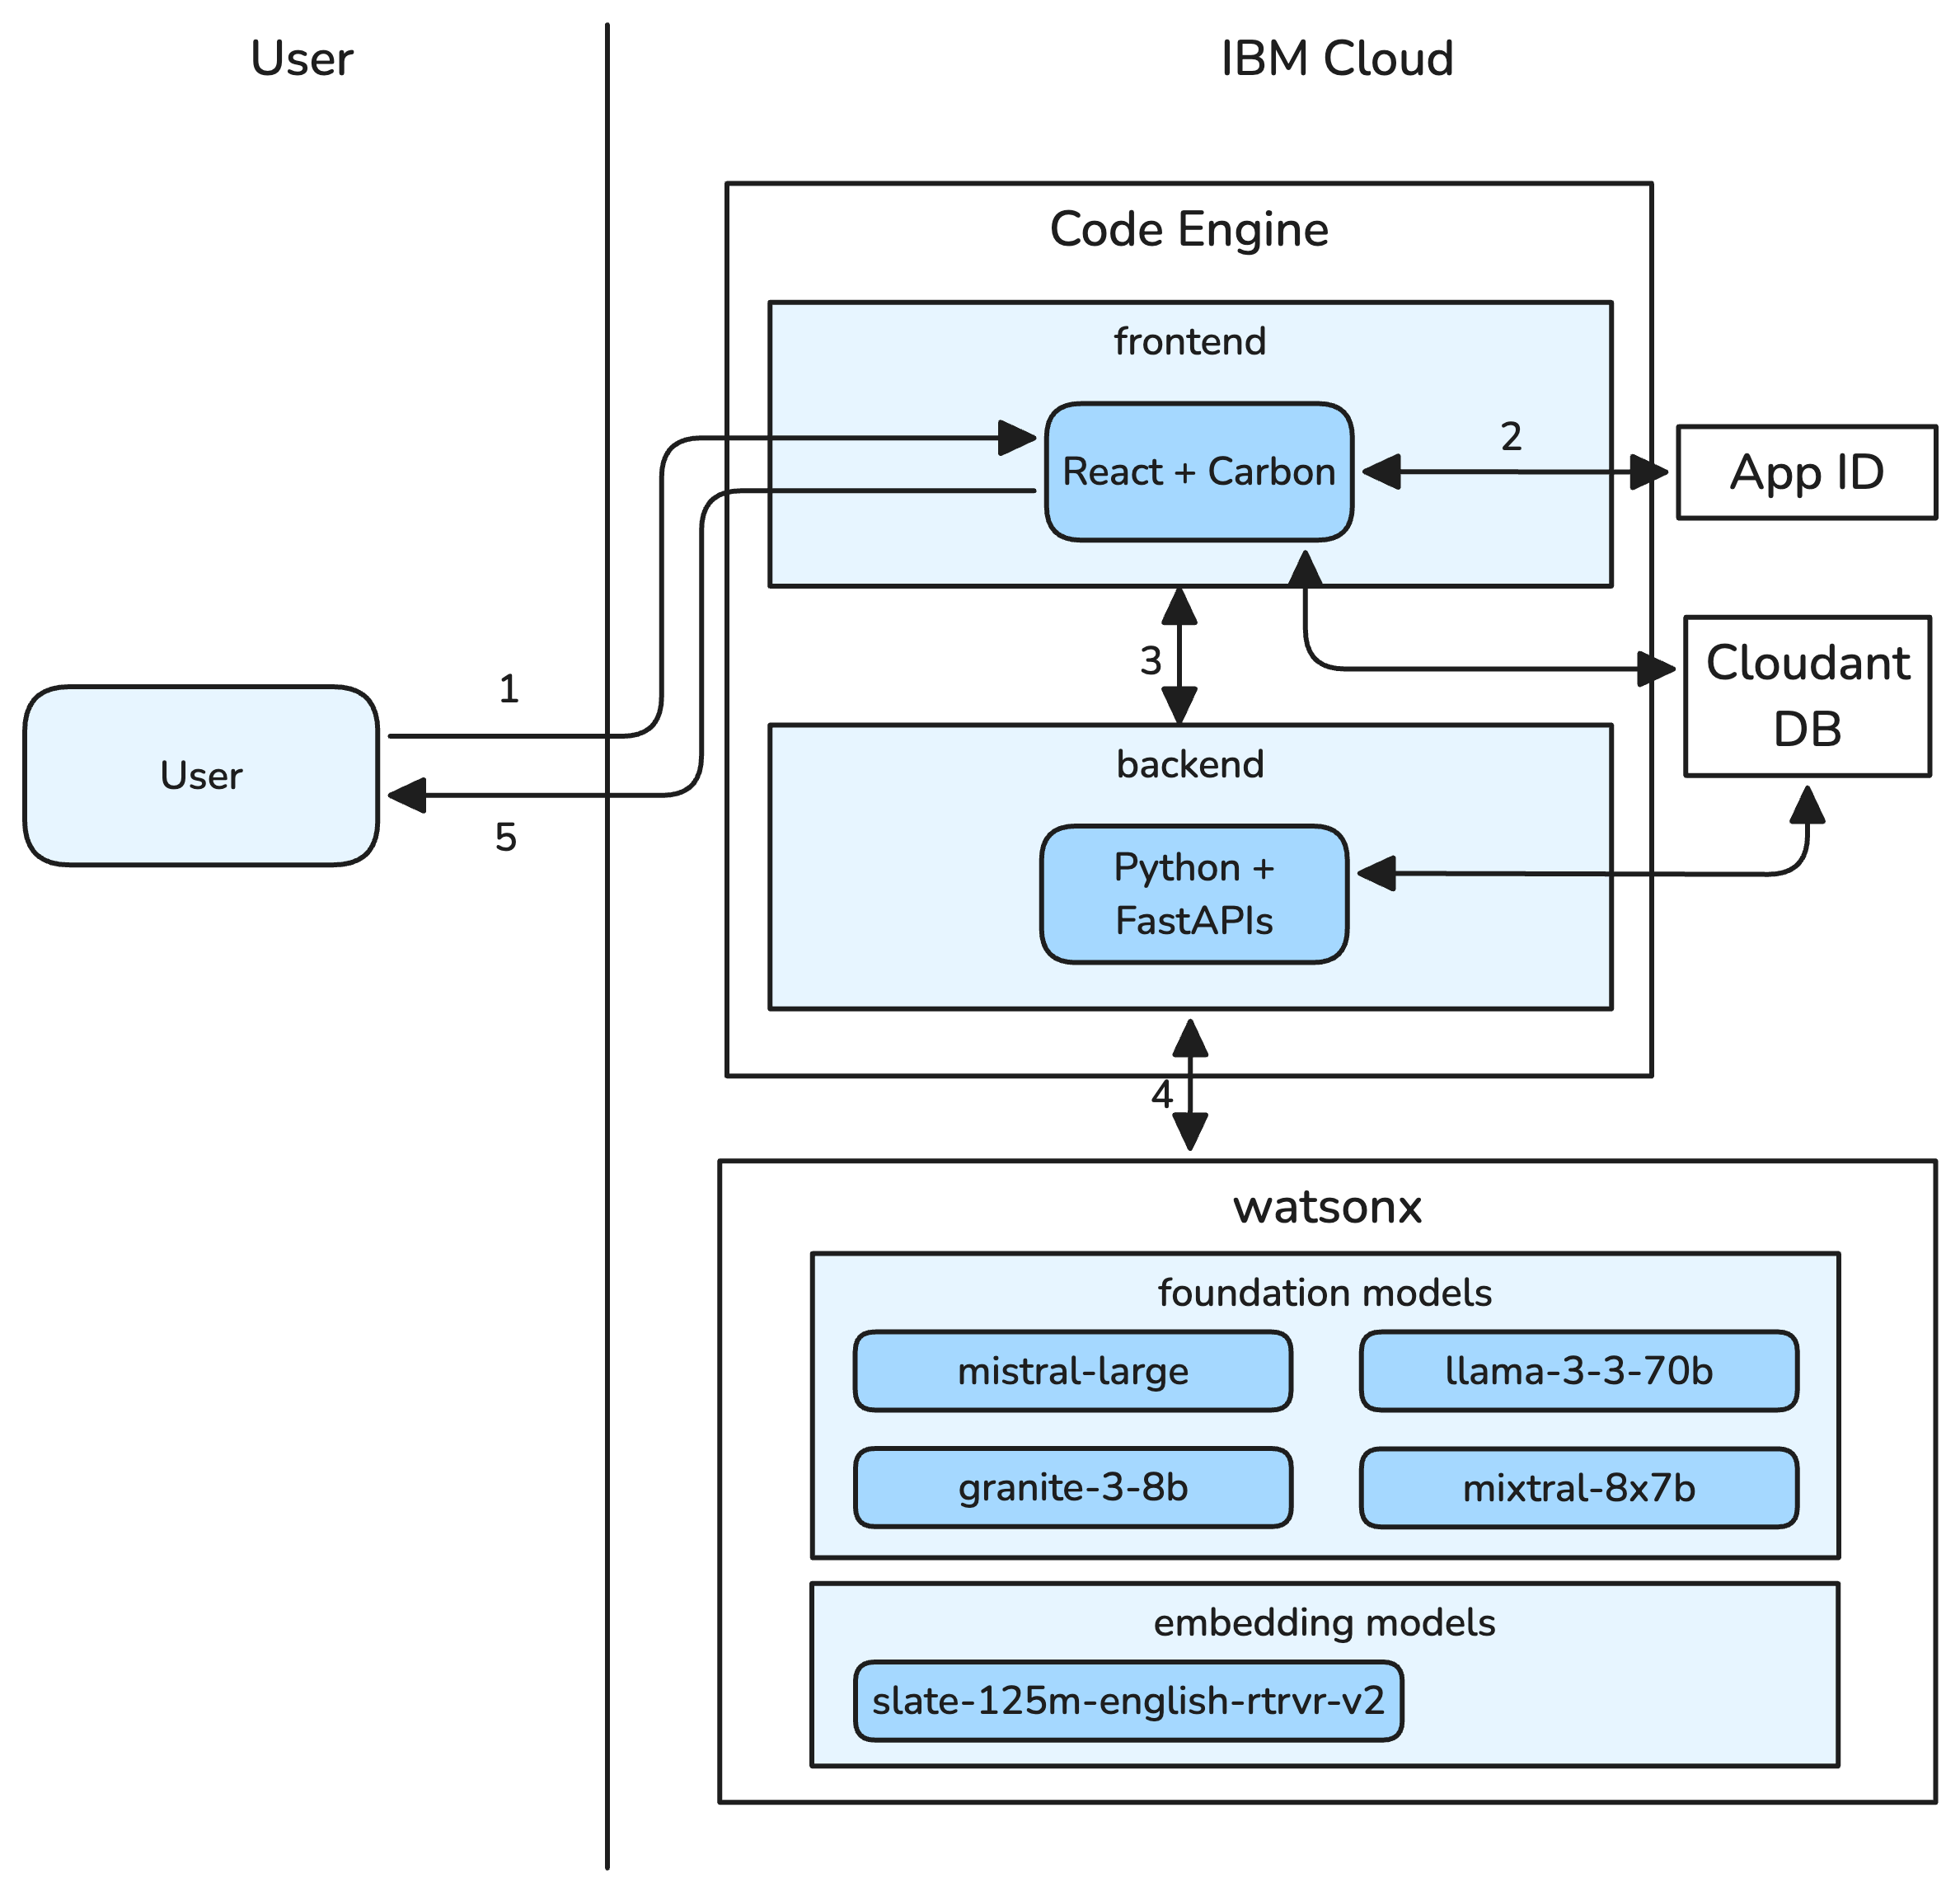 User
IBM Cloud
Code Engine
frontend
React + Carbon
2
App ID
3
Cloudant
DB
1
User
5
backend
Python +
FastAPIs
4
watsonx
foundation models
mistral-large
llama-3-3-70b
granite-3-8b
mixtral-8x7b
embedding models
slate-125m-english-rtrvr-v2